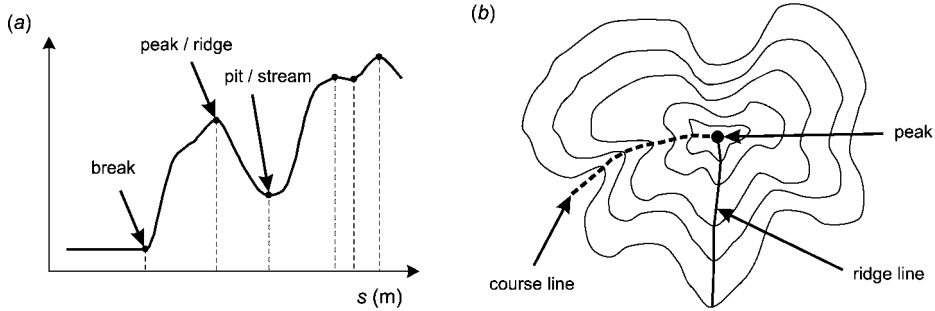 (a)
peak / ridge
pit / stream
break
s (m)
(b)
peak
course line
ridge line